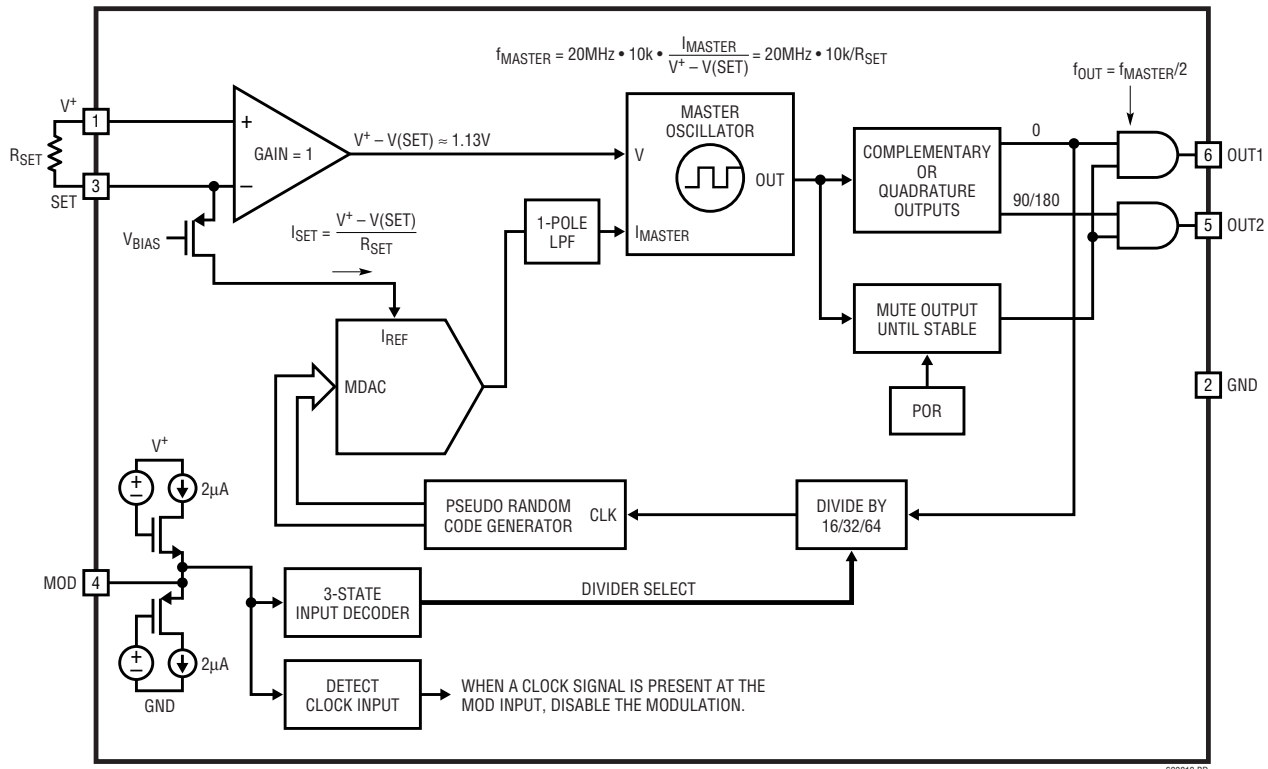 fMASTER = 20MHz • 10k • IMASTER / V+ – V(SET) = 20MHz • 10k/RSET
fOUT = fMASTER/2
V+
1
RSET
3
SET
+
GAIN = 1
–
V+ – V(SET) ≈ 1.13V
MASTER
OSCILLATOR
V
OUT
IMASTER
COMPLEMENTARY
OR
QUADRATURE
OUTPUTS
0
90/180
6
OUT1
5
OUT2
VBIAS
ISET = V+ – V(SET) / RSET
1-POLE
LPF
IREF
MDAC
MUTE OUTPUT
UNTIL STABLE
POR
2
GND
V+
+
–
2µA
PSEUDO RANDOM
CODE GENERATOR
CLK
DIVIDE BY
16/32/64
MOD
4
3-STATE
INPUT DECODER
DIVIDER SELECT
+
–
2µA
GND
DETECT
CLOCK INPUT
WHEN A CLOCK SIGNAL IS PRESENT AT THE
MOD INPUT, DISABLE THE MODULATION.